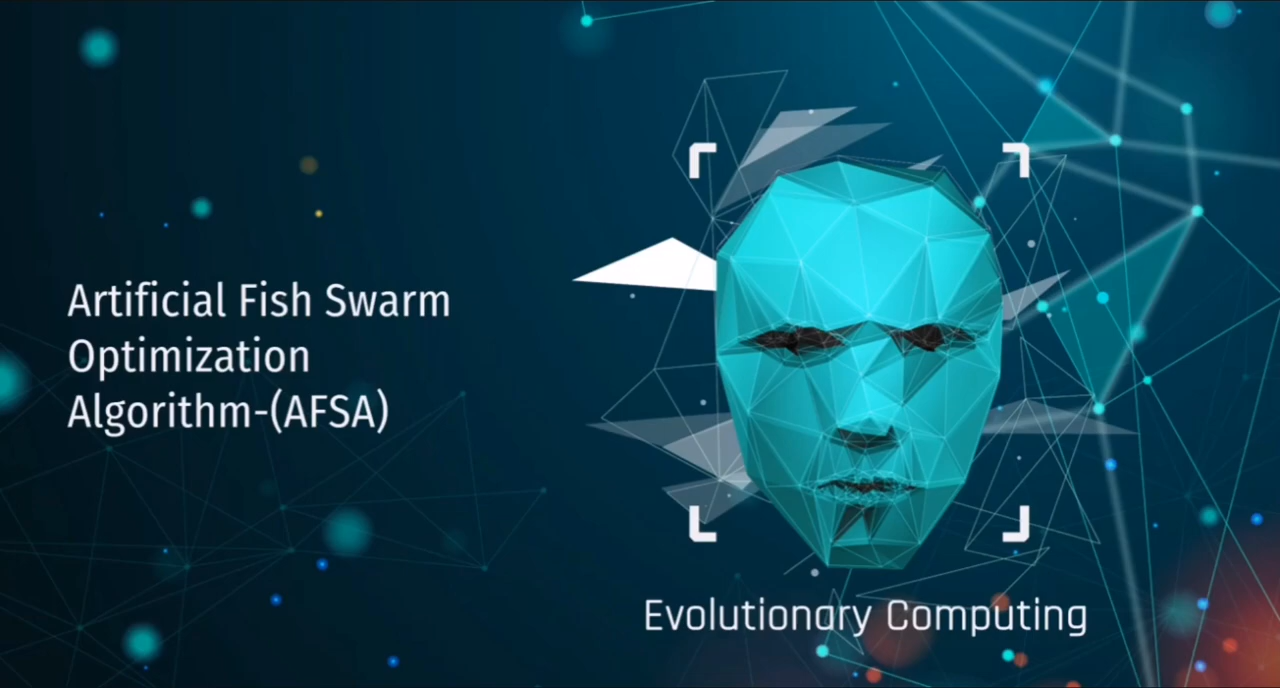 Artificial Fish Swarm
Optimization
Algorithm-(AFSA)
Evolutionary Computing